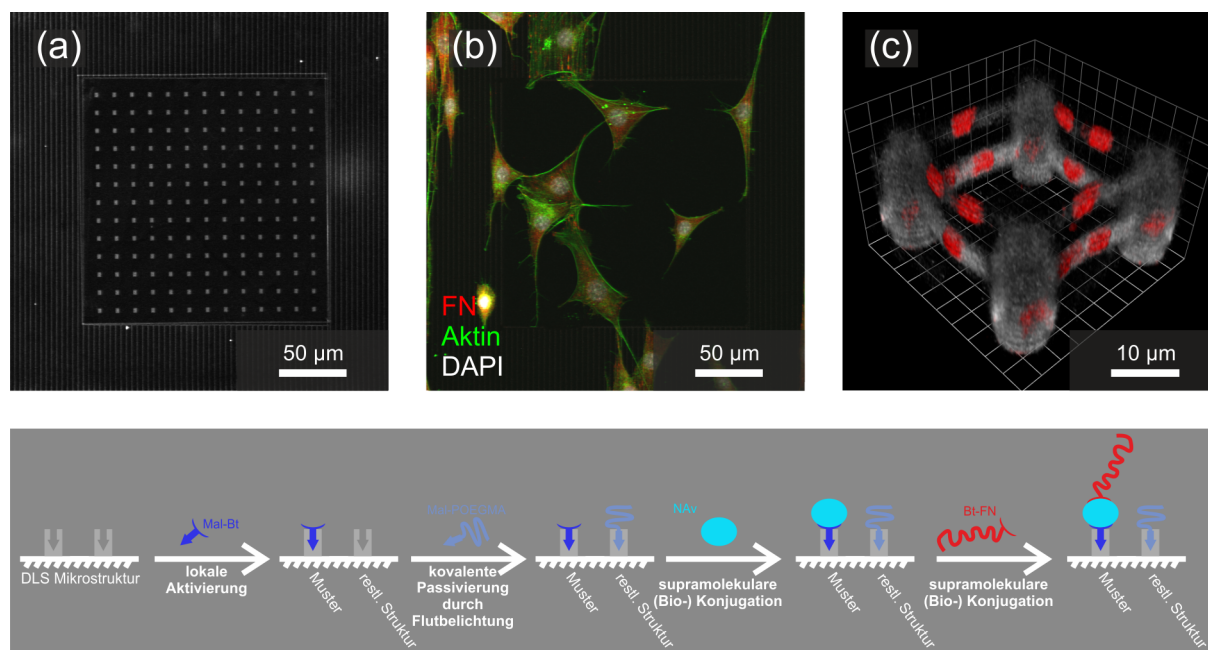 (a)
50 µm
(b)
FN
Aktin
DAPI
50 µm
(c)
10 µm
DLS Mikrostruktur
Mal-Bt
lokale
Aktivierung
Muster
restl. Struktur
kovalente
Passivierung
durch
Flutbelichtung
Muster
restl. Struktur
NAv
supramolekulare
(Bio-) Konjugation
Muster
restl. Struktur
Bt-FN
supramolekulare
(Bio-) Konjugation
Muster
restl. Struktur